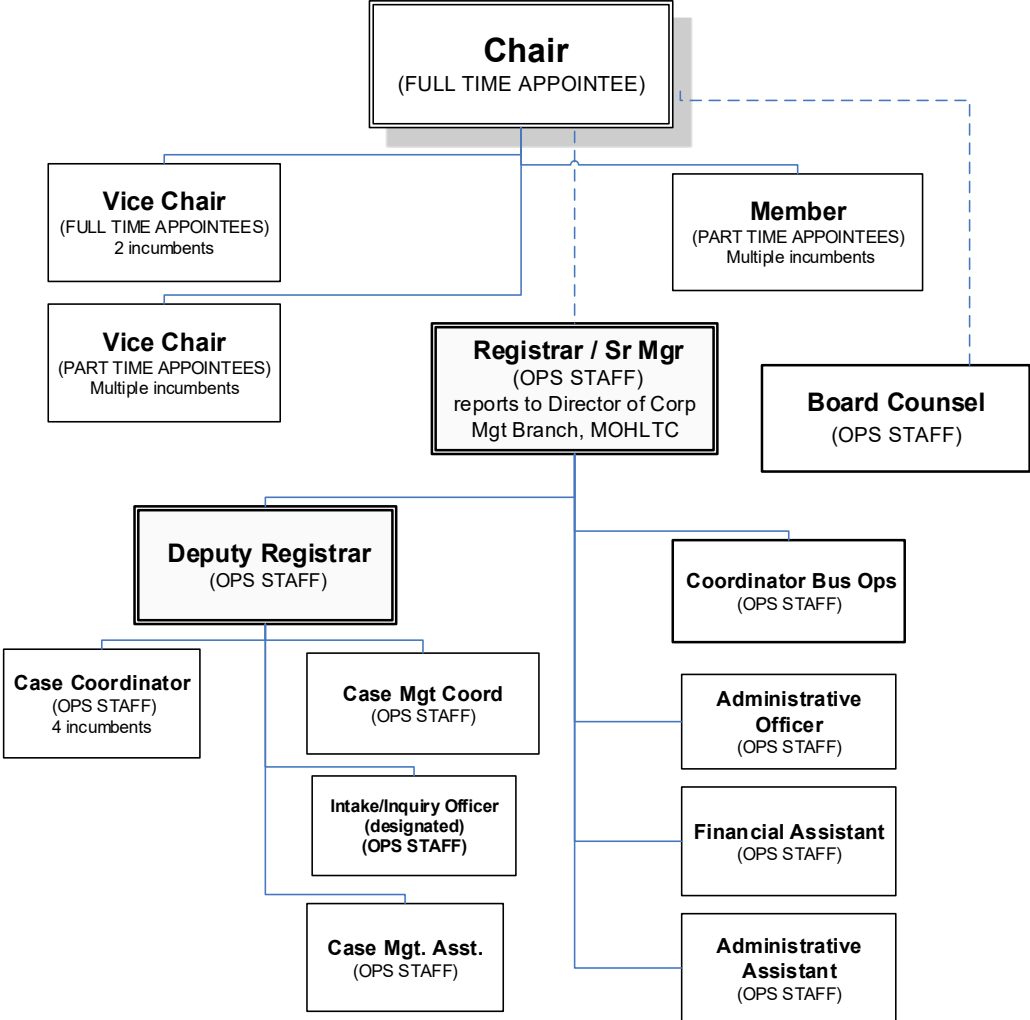 Chair
(FULL TIME APPOINTEE)
Vice Chair
(FULL TIME APPOINTEES)
2 incumbents
Member
(PART TIME APPOINTEES)
Multiple incumbents
Vice Chair
(PART TIME APPOINTEES)
Multiple incumbents
Registrar / Sr Mgr
(OPS STAFF)
reports to Director of Corp
Mgt Branch, MOHLTC
Board Counsel
(OPS STAFF)
Deputy Registrar
(OPS STAFF)
Coordinator Bus Ops
(OPS STAFF)
Case Coordinator
(OPS STAFF)
4 incumbents
Case Mgt Coord
(OPS STAFF)
Administrative
Officer
(OPS STAFF)
Intake/Inquiry Officer
(designated)
(OPS STAFF)
Financial Assistant
(OPS STAFF)
Case Mgt. Asst.
(OPS STAFF)
Administrative
Assistant
(OPS STAFF)